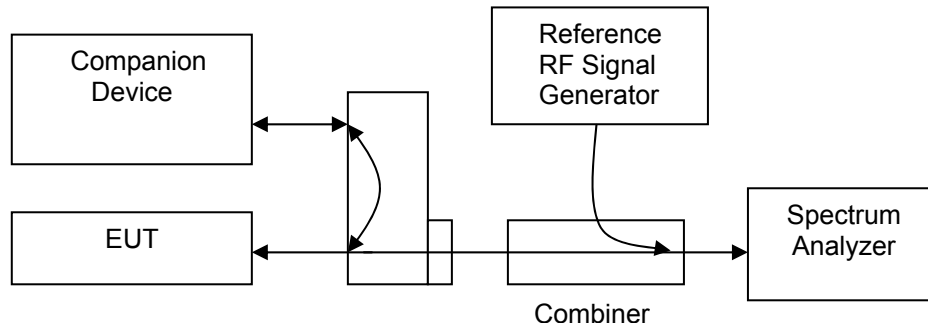 Companion
Device
Reference
RF Signal
Generator
EUT
Spectrum
Analyzer
Combiner